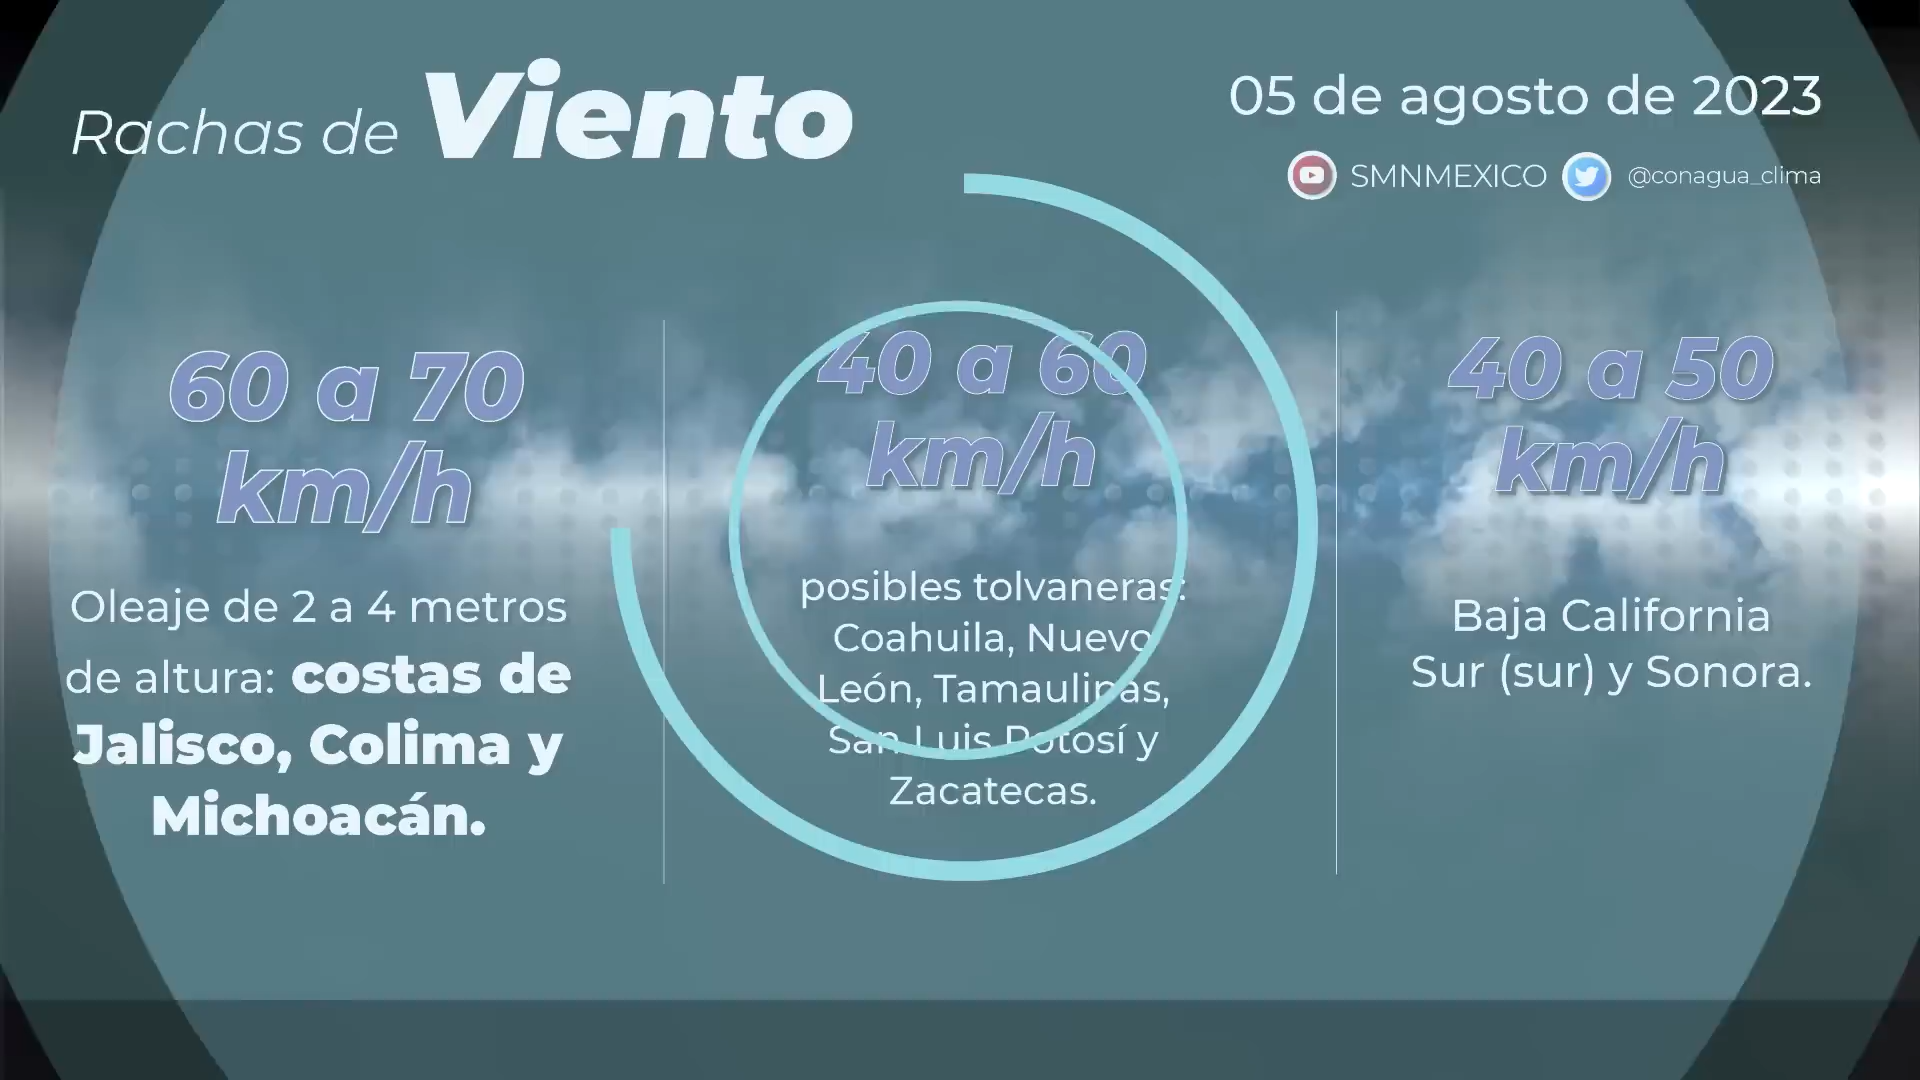 Rachas de Viento
05 de agosto de 2023
SMNMEXICO @conagua_clima
60 a 70
km/h
Oleaje de 2 a 4 metros
de altura: costas de
Jalisco, Colima y
Michoacán.
40 a 60
km/h
posibles tolvaneras:
Coahuila, Nuevo
León, Tamaulipas,
San Luis Potosí y
Zacatecas.
40 a 50
km/h
Baja California
Sur (sur) y Sonora.